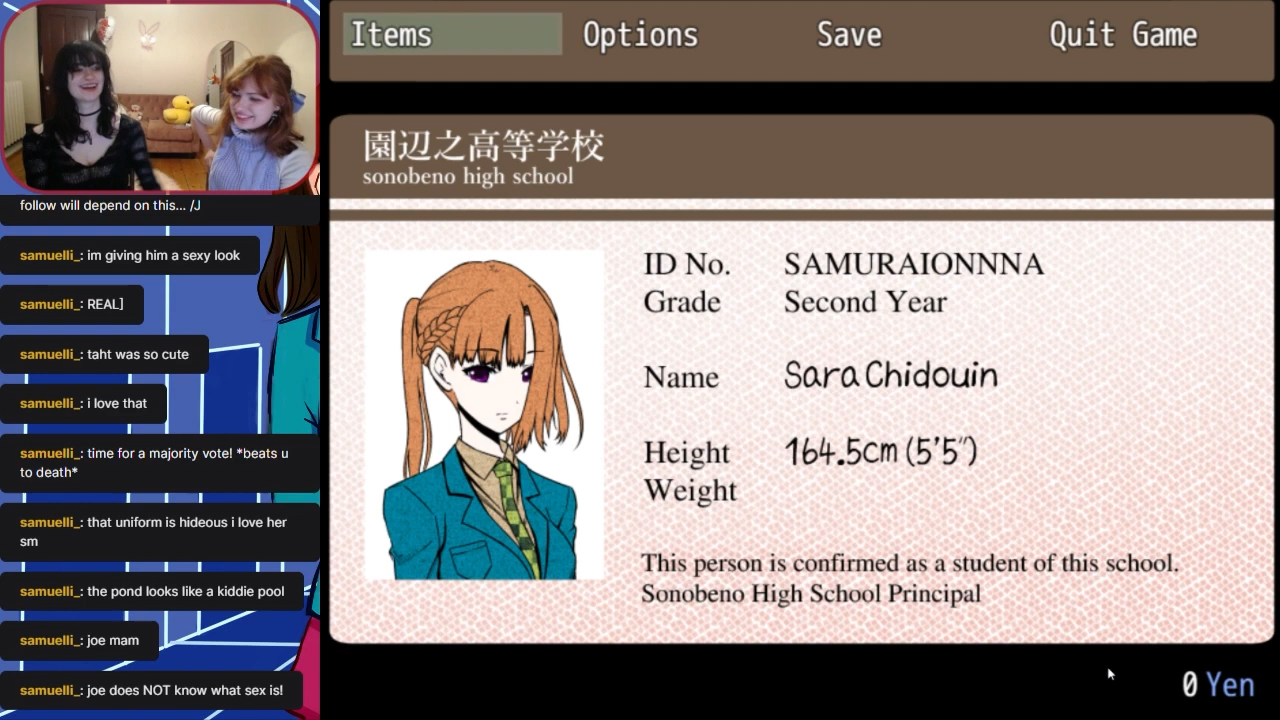 Items
Options
Save
Quit Game
園辺之高等学校
sonobeno high school
ID No. SAMURAIONNNA
Grade Second Year
Name Sara Chidouin
Height 164.5cm (5'5")
Weight
This person is confirmed as a student of this school.
Sonobeno High School Principal
0 Yen
follow will depend on this... /J
samuelli_: im giving him a sexy look
samuelli_: REAL]
samuelli_: taht was so cute
samuelli_: i love that
samuelli_: time for a majority vote! *beats u
to death*
samuelli_: that uniform is hideous i love her
sm
samuelli_: the pond looks like a kiddie pool
samuelli_: joe mam
samuelli_: joe does NOT know what sex is!